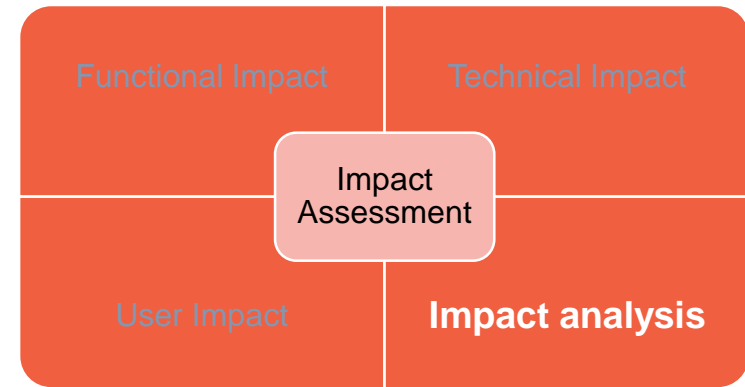 Functional Impact
Technical Impact
Impact
Assessment
User Impact
Impact analysis